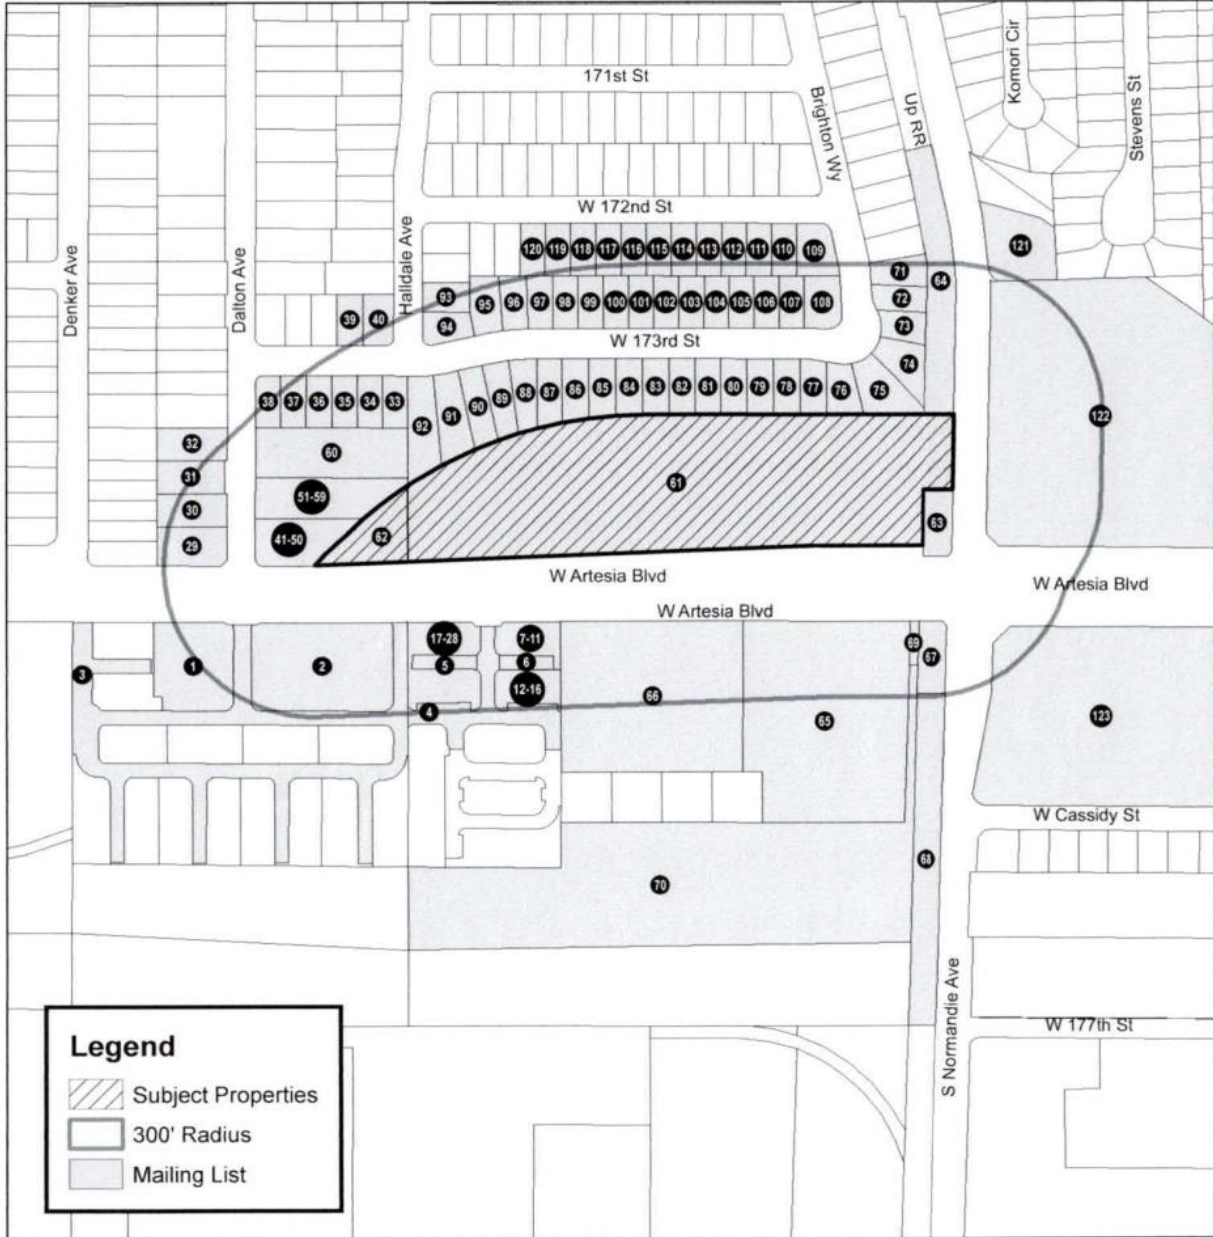 171st St
Komori Cir
Stevens St
Brighton Wy
Up RR
W 172nd St
Denker Ave
Dalton Ave
Halldale Ave
120 119 118 117 116 115 114 113 112 111 110 109
121
71
64
93
95 96 97 98 99 100 101 102 103 104 105 106 107 108
72
39 40
94
73
W 173rd St
74
38 37 36 35 34 33
92 91 90 89 88 87 86 85 84 83 82 81 80 79 78 77 76 75
122
32
60
31
51-59
61
30
41-50
62
63
29
W Artesia Blvd
W Artesia Blvd
W Artesia Blvd
17-28
7-11
69
67
3
1
2
5
6
12-16
66
4
65
123
W Cassidy St
68
70
S Normandie Ave
W 177th St
Legend
Subject Properties
300' Radius
Mailing List